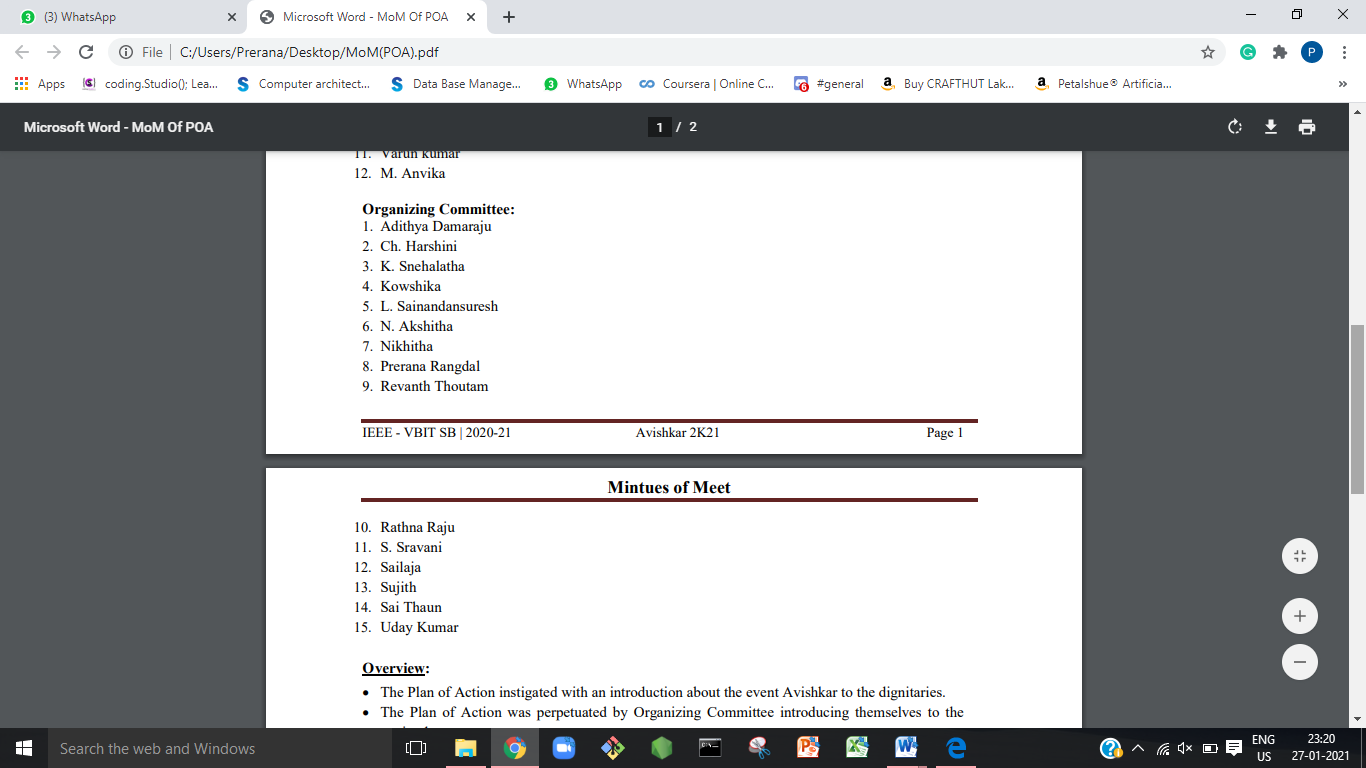 (3) WhatsApp
Microsoft Word - MoM Of POA
File
C:/Users/Prerana/Desktop/MoM(POA).pdf
P
Apps
coding.Studio(); Lea...
Computer architect...
Data Base Manage...
WhatsApp
Coursera | Online C...
#general
Buy CRAFTHUT Lak...
Petalshue® Artificia...
Microsoft Word - MoM Of POA
1 / 2
11. Varun kumar
12. M. Anvika
Organizing Committee:
1. Adithya Damaraju
2. Ch. Harshini
3. K. Snehalatha
4. Kowshika
5. L. Sainandansuresh
6. N. Akshitha
7. Nikhitha
8. Prerana Rangdal
9. Revanth Thoutam
IEEE - VBIT SB | 2020-21 Avishkar 2K21 Page 1
Mintues of Meet
10. Rathna Raju
11. S. Sravani
12. Sailaja
13. Sujith
14. Sai Thaun
15. Uday Kumar
Overview:
• The Plan of Action instigated with an introduction about the event Avishkar to the dignitaries.
• The Plan of Action was perpetuated by Organizing Committee introducing themselves to the
Search the web and Windows
ENG
US
23:20
27-01-2021